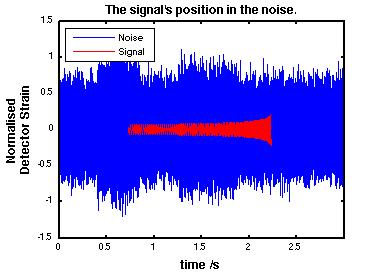 The signal's position in the noise.
1.5
Noise
Signal
1
0.5
0
-0.5
-1
-1.5
Normalised
Detector Strain
0
0.5
1
1.5
2
2.5
time /s